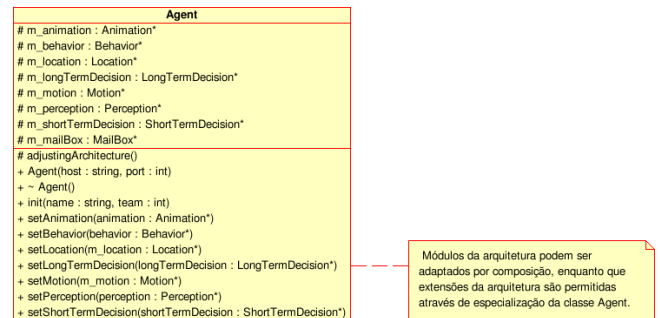 Agent
# m_animation : Animation*
# m_behavior : Behavior*
# m_location : Location*
# m_longTermDecision : LongTermDecision*
# m_motion : Motion*
# m_perception : Perception*
# m_shortTermDecision : ShortTermDecision*
# m_mailBox : MailBox*
# adjustingArchitecture()
+ Agent(host : string, port : int)
+ ~ Agent()
+ init(name : string, team : int)
+ setAnimation(animation : Animation*)
+ setBehavior(behavior : Behavior*)
+ setLocation(m_location : Location*)
+ setLongTermDecision(longTermDecision : LongTermDecision*)
+ setMotion(m_motion : Motion*)
+ setPerception(perception : Perception*)
+ setShortTermDecision(shortTermDecision : ShortTermDecision*)
Módulos da arquitetura podem ser
adaptados por composição, enquanto que
extensões da arquitetura são permitidas
através de especialização da classe Agent.